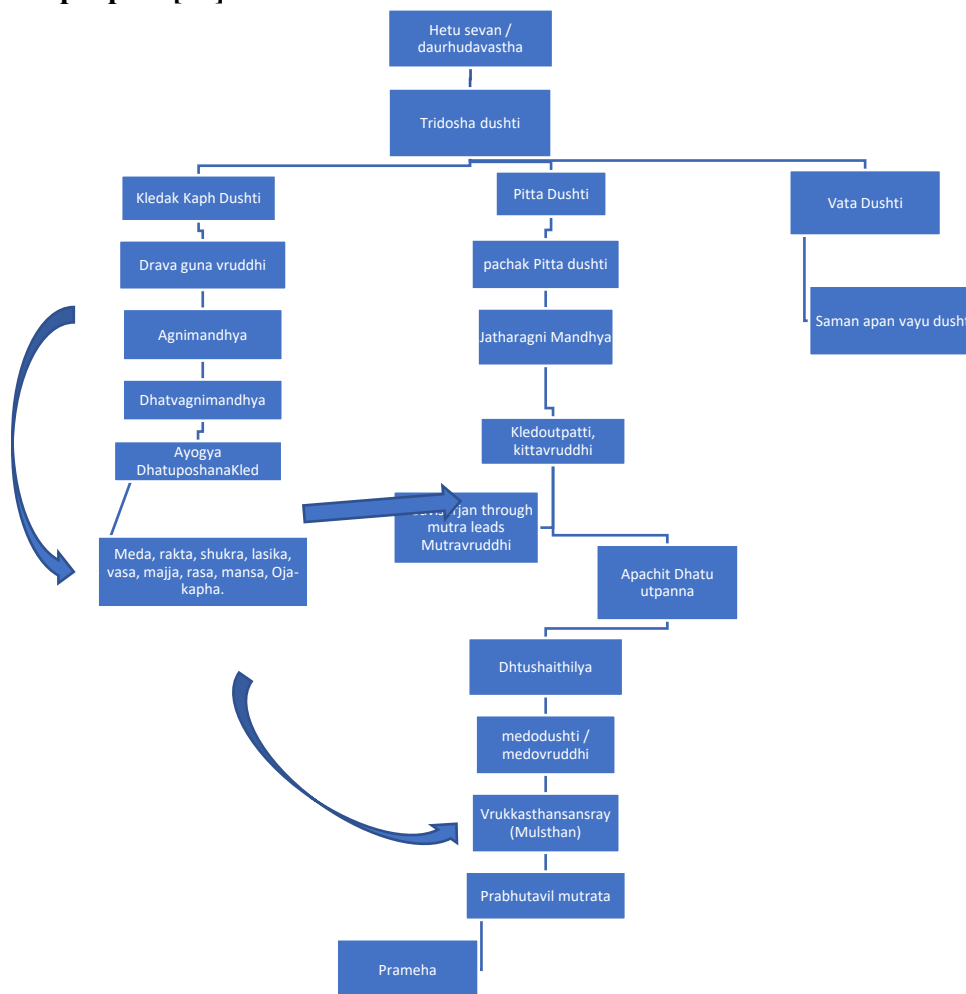 Hetu sevan /
daurhudavastha
Tridosha dushti
Kledak Kaph Dushti
Pitta Dushti
Vata Dushti
Drava guna vruddhi
pachak Pitta dushti
Saman apan vayu dusht
Agnimandhya
Jatharagni Mandhya
Dhatvagnimandhya
Kledoutpatti,
kittavruddhi
Ayogya
DhatuposhanaKled
through
mutra leads
Mutravruddhi
Meda, rakta, shukra, lasika,
vasa, majja, rasa, mansa, Oja-
kapha.
Apachit Dhatu
utpanna
Dhtushaithilya
medodushti /
medovruddhi
Vrukkasthansansray
(Mulsthan)
Prabhutavil mutrata
Prameha